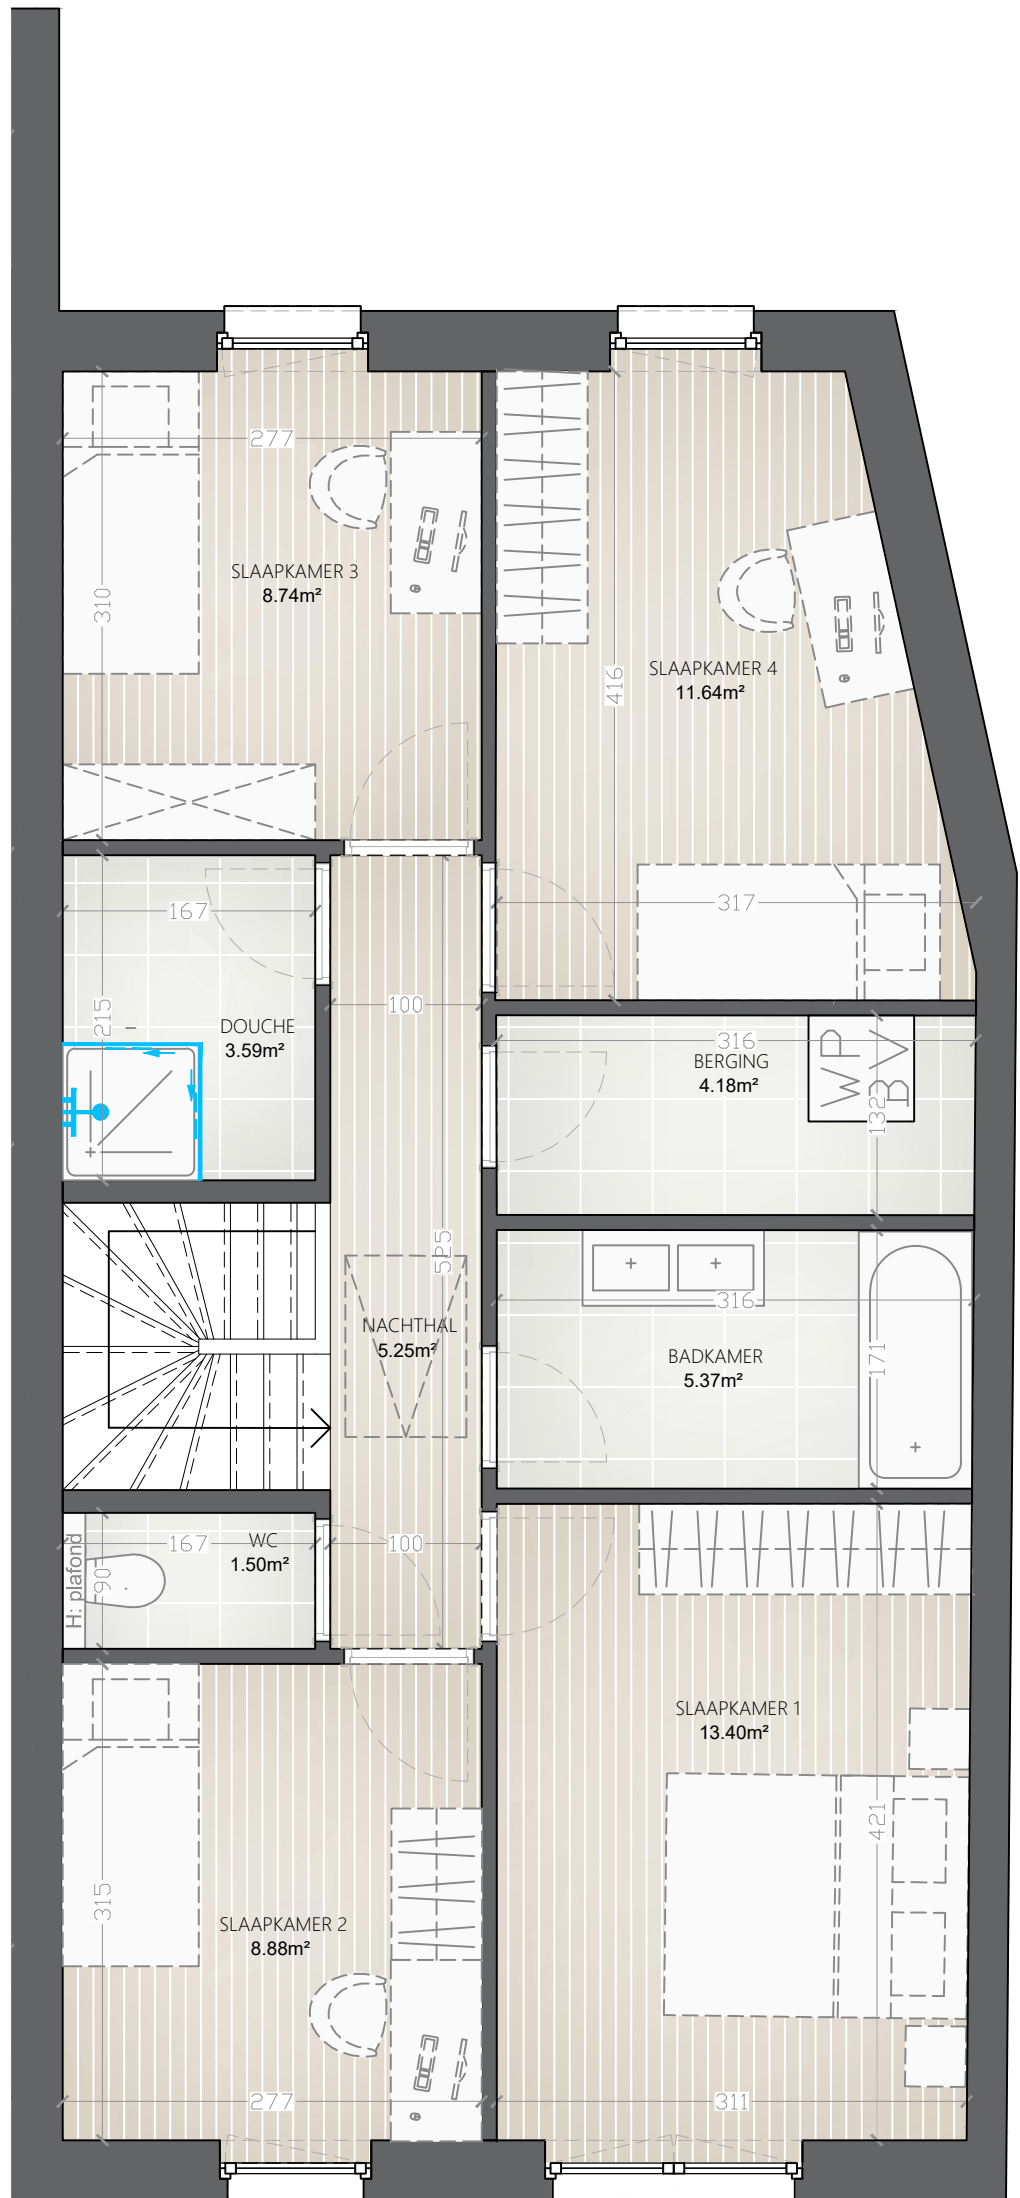 277
SLAAPKAMER 3
8.74m²
310
SLAAPKAMER 4
11.64m²
416
317
167
215
DOUCHE
3.59m²
100
316
BERGING
4.18m²
WP
BV
132
525
NACHTHAL
5.25m²
316
BADKAMER
5.37m²
171
H: plafond
167
90
WC
1.50m²
100
SLAAPKAMER 1
13.40m²
421
315
SLAAPKAMER 2
8.88m²
277
311